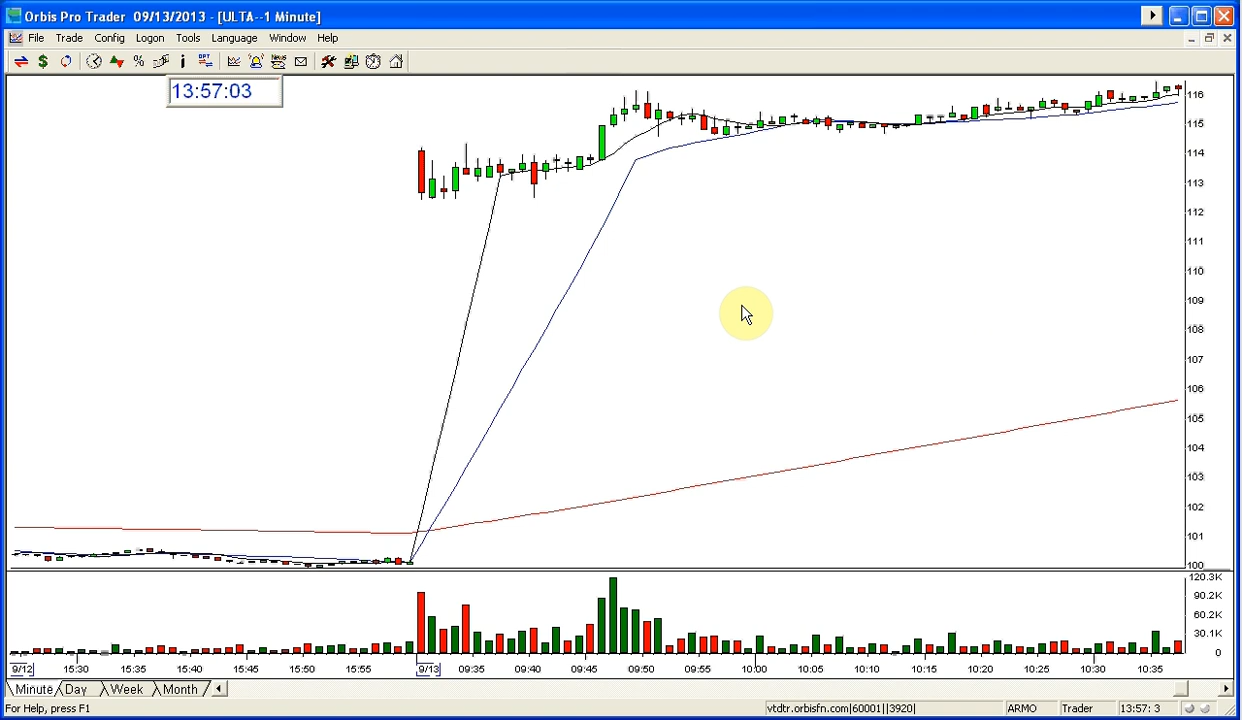 Orbis Pro Trader 09/13/2013 - [ULTA--1 Minute]
File Trade Config Logon Tools Language Window Help
13:57:03
116
115
114
113
112
111
110
109
108
107
106
105
104
103
102
101
100
120.3K
90.2K
60.2K
30.1K
0
9/12 15:30 15:35 15:40 15:45 15:50 15:55 9/13 09:35 09:40 09:45 09:50 09:55 10:00 10:05 10:10 10:15 10:20 10:25 10:30 10:35
Minute Day Week Month
For Help, press F1 vtdtr.orbisfn.com|60001||3920| ARMO Trader 13:57: 3